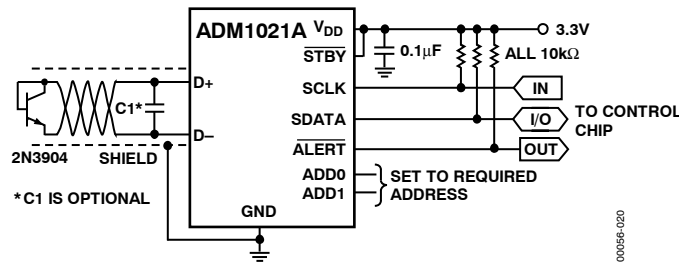 ADM1021A
VDD
3.3V
STBY
0.1μF
ALL 10kΩ
D+
SCLK
IN
C1*
SDATA
I/O
TO CONTROL
CHIP
D–
ALERT
OUT
2N3904
SHIELD
ADD0
ADD1
SET TO REQUIRED
ADDRESS
*C1 IS OPTIONAL
GND
00056-020